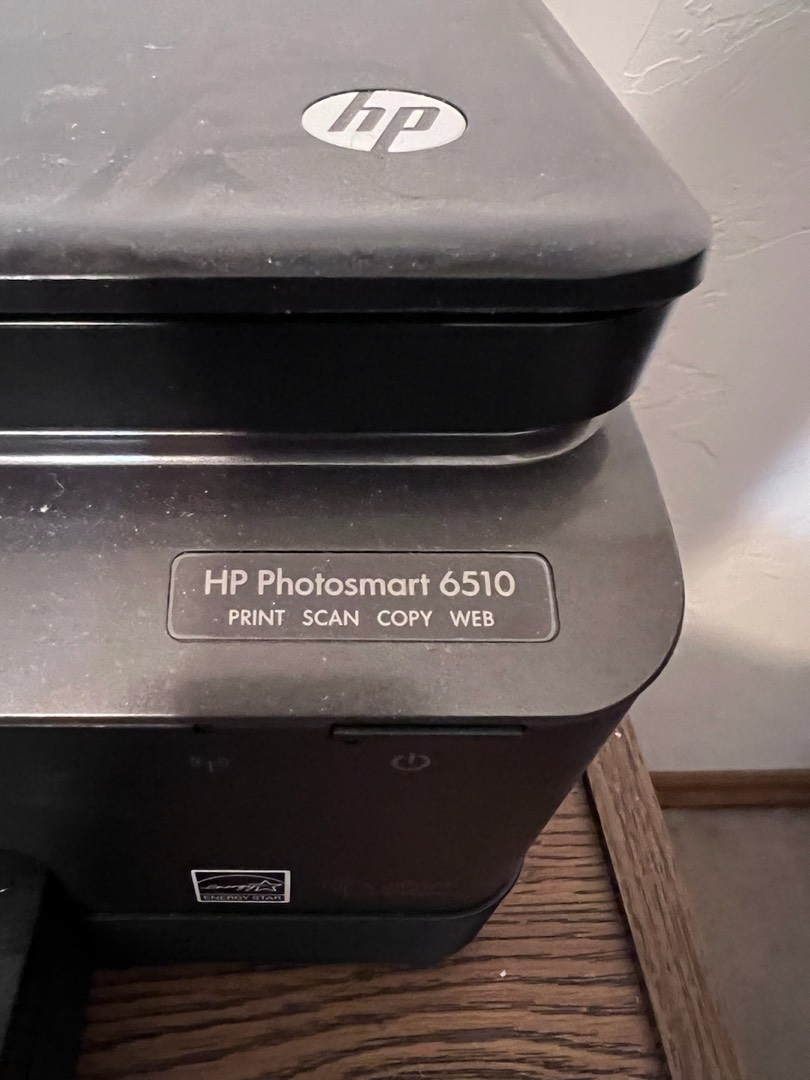 hp
HP Photosmart 6510
PRINT SCAN COPY WEB
ENERGY STAR